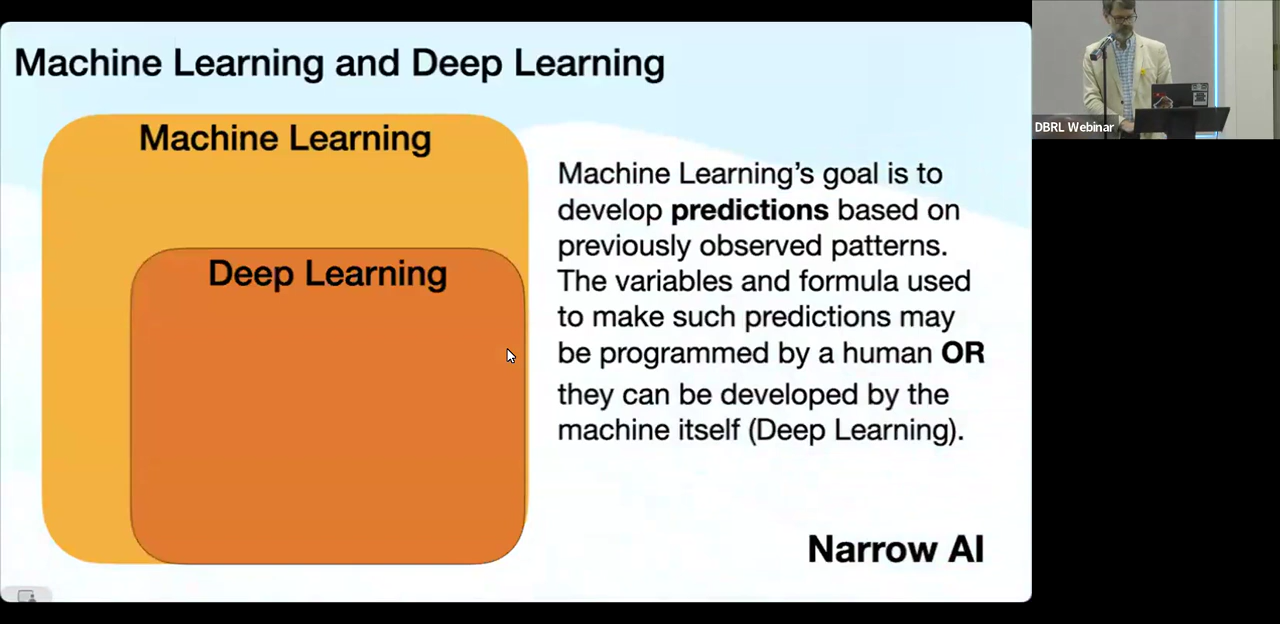 Machine Learning and Deep Learning
Machine Learning
Deep Learning
Machine Learning’s goal is to
develop predictions based on
previously observed patterns.
The variables and formula used
to make such predictions may
be programmed by a human OR
they can be developed by the
machine itself (Deep Learning).
Narrow AI
DBRL Webinar